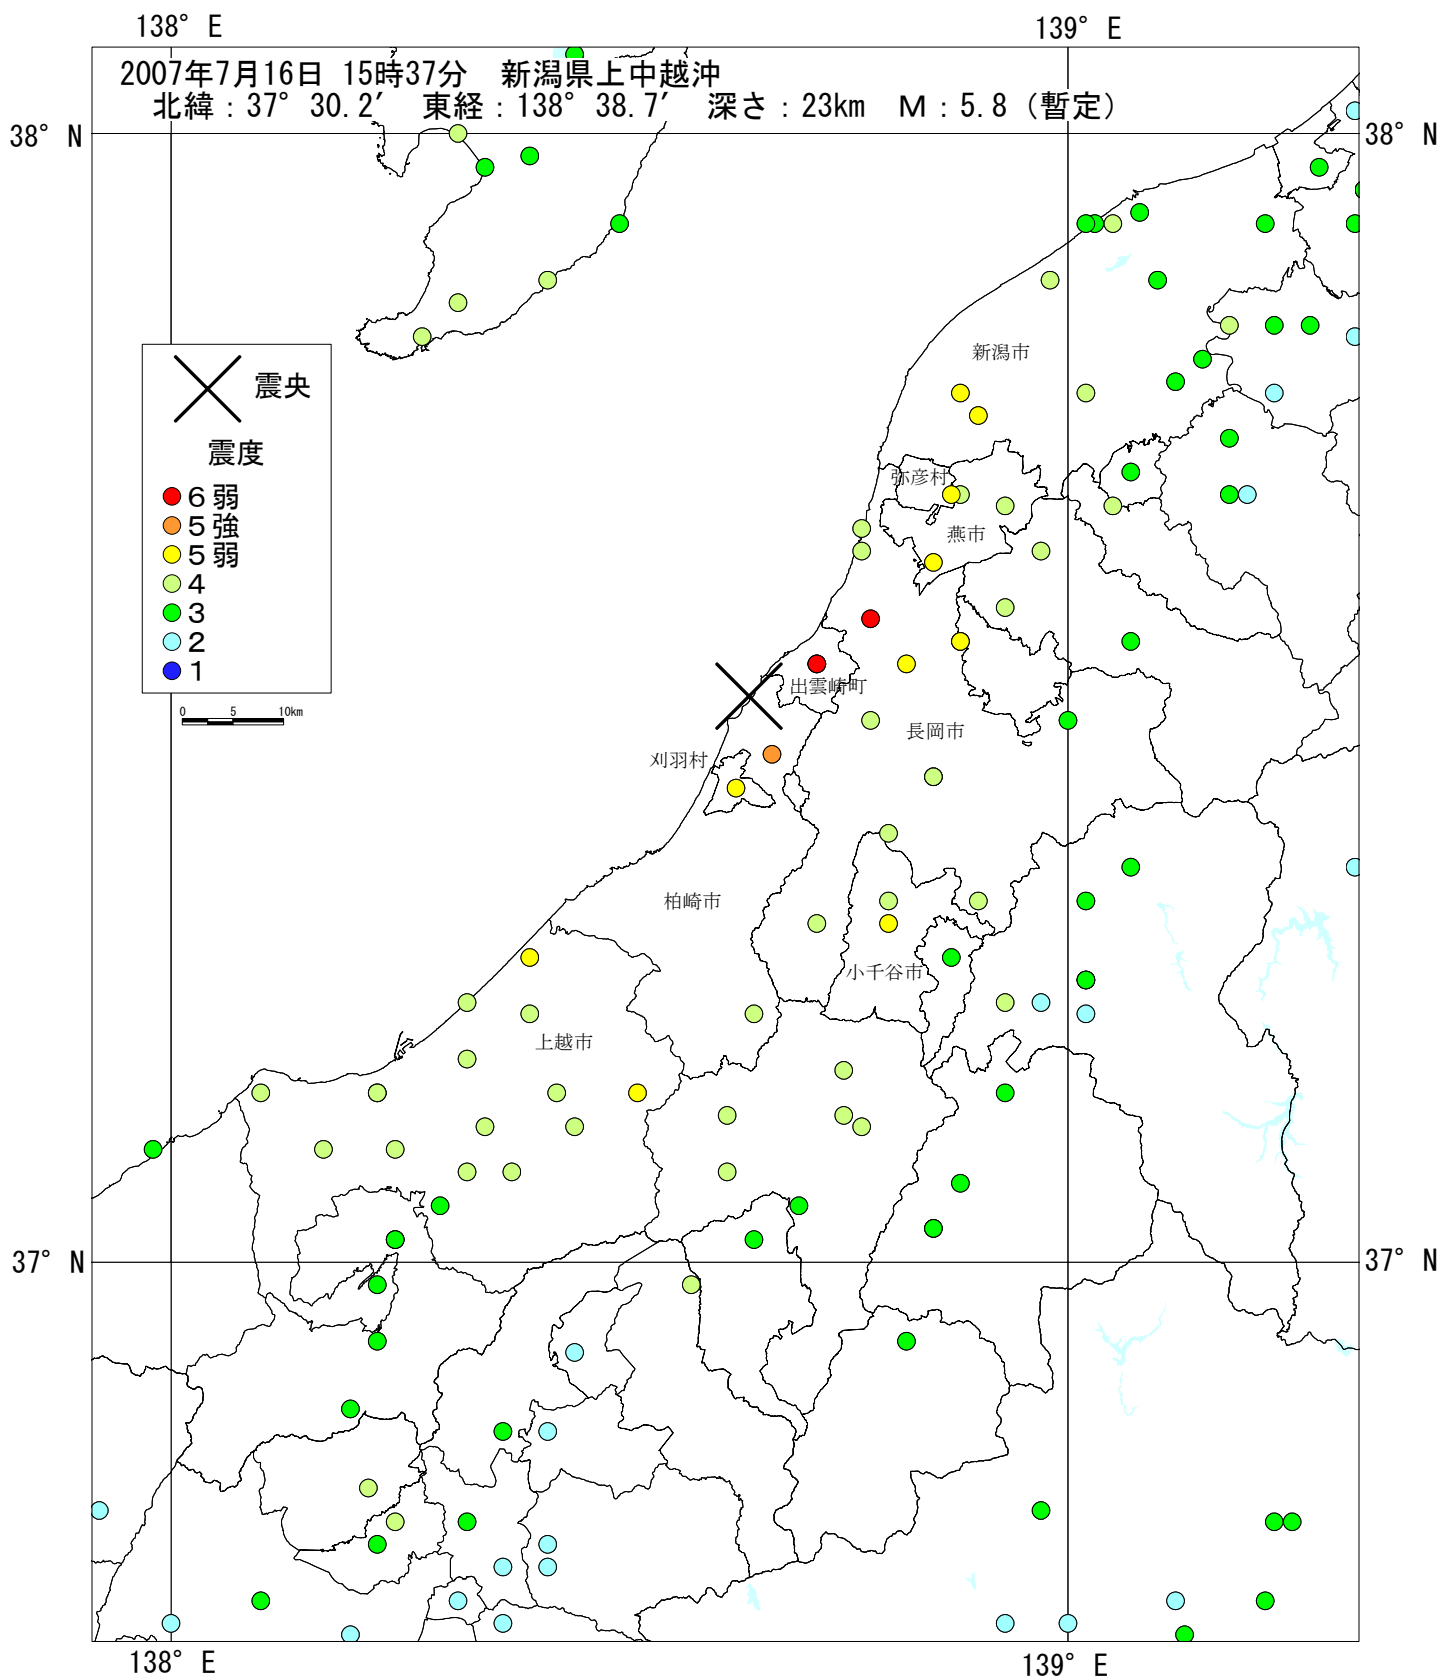 138° E
139° E
2007年7月16日 15時37分　新潟県上中越沖
北緯：37° 30.2′　東経：138° 38.7′　深さ：23km　M：5.8（暫定）
38° N
38° N
震央
震度
6弱
5強
5弱
4
3
2
1
0 5 10km
新潟市
弥彦村
燕市
出雲崎町
長岡市
刈羽村
柏崎市
小千谷市
上越市
37° N
37° N
138° E
139° E